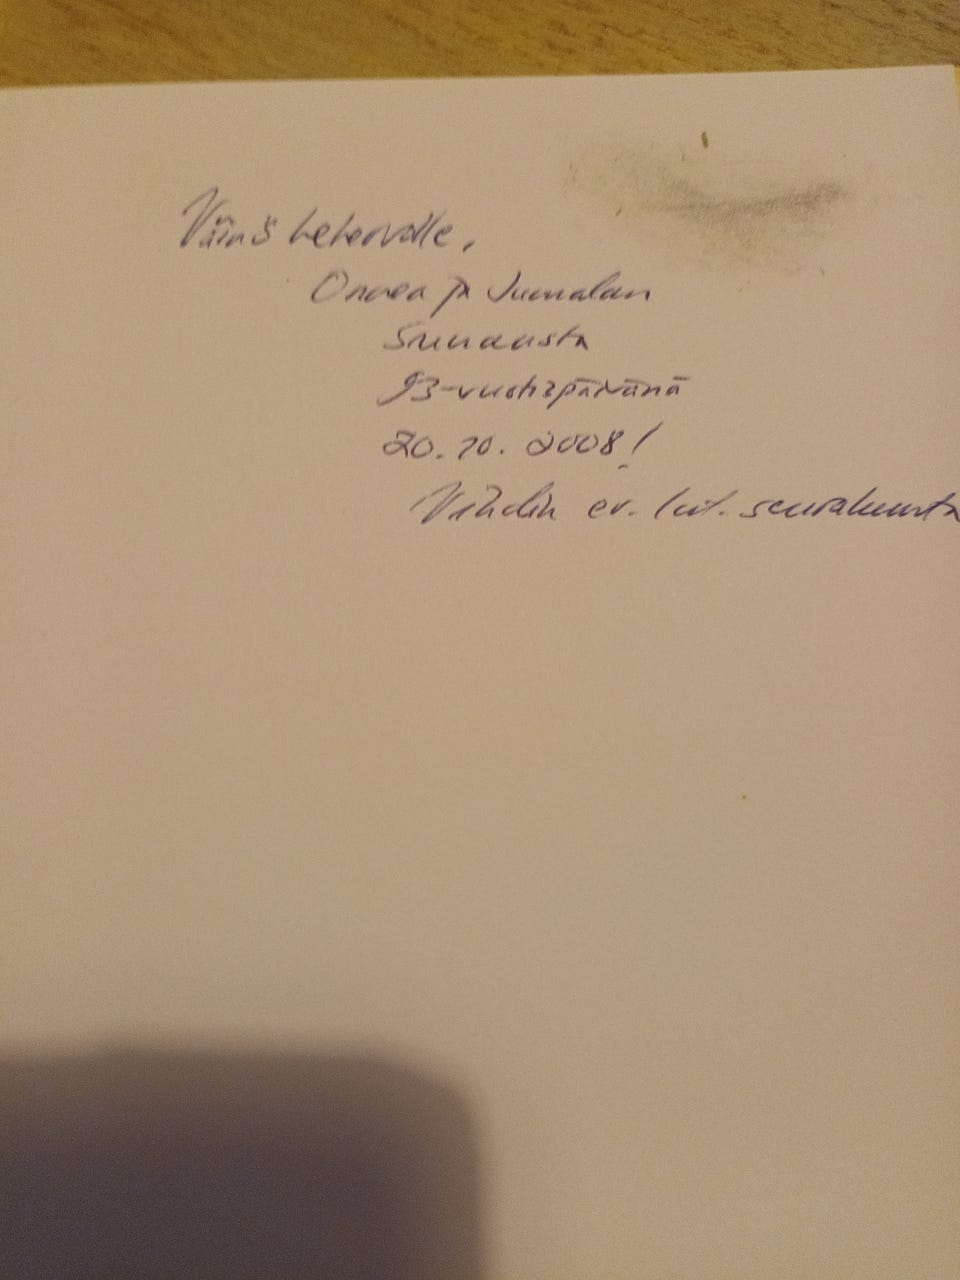 Väinö
Onnea ja Jumalan
Siunausta
93-vuotispäivänä
20.10.2008!
Vihdin ev. lut. seurakunta